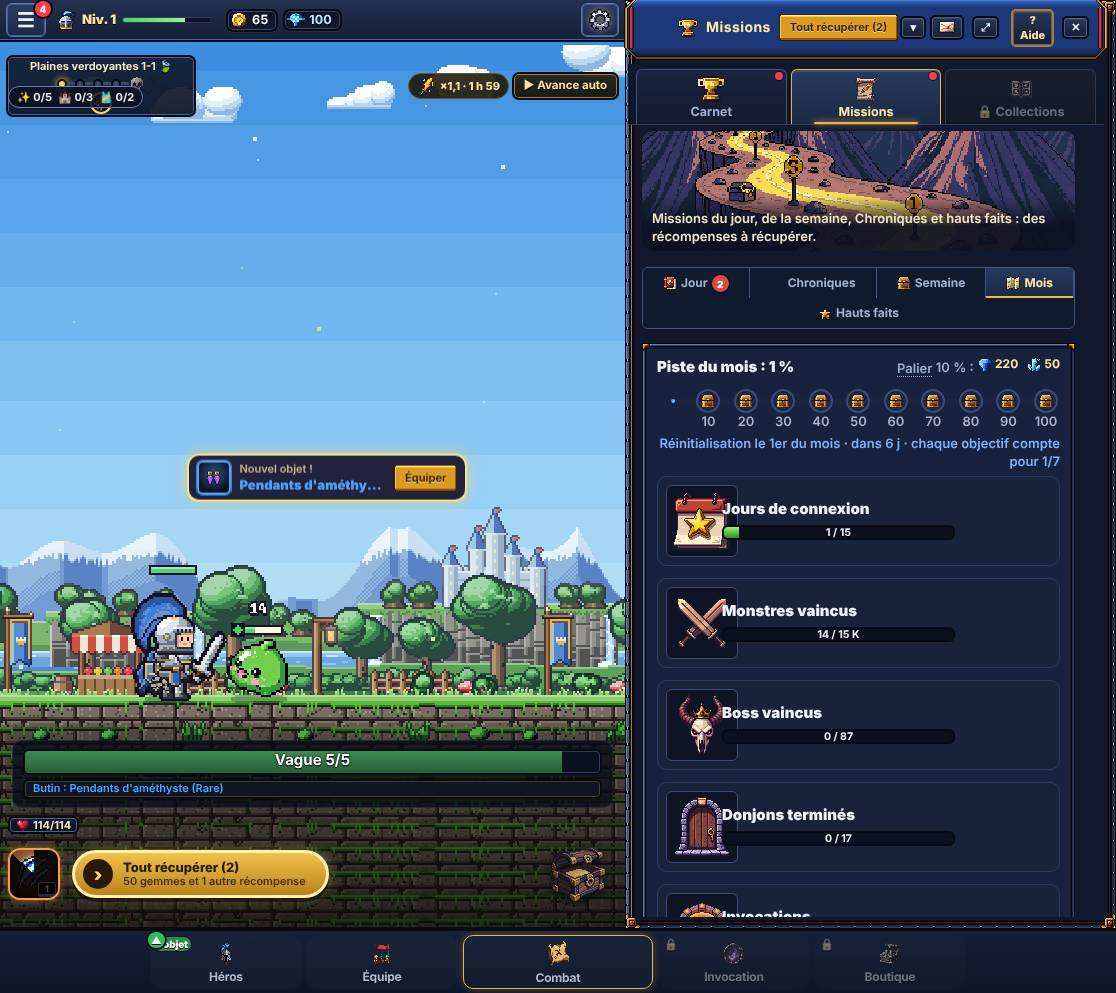 4
Niv. 1
65
100
Plaines verdoyantes 1-1
0/5 0/3 0/2
×1,1 · 1 h 59
Avance auto
Nouvel objet !
Pendants d'améthy...
Équiper
14
Vague 5/5
Butin : Pendants d'améthyste (Rare)
114/114
1
Tout récupérer (2)
50 gemmes et 1 autre récompense
Missions
Tout récupérer (2)
?
Aide
Carnet
Missions
Collections
3
1
Missions du jour, de la semaine, Chroniques et hauts faits : des
récompenses à récupérer.
Jour 2
Chroniques
Semaine
Mois
Hauts faits
Piste du mois : 1 %
Palier 10 % : 220 50
10 20 30 40 50 60 70 80 90 100
Réinitialisation le 1er du mois · dans 6 j · chaque objectif compte
pour 1/7
Jours de connexion
1 / 15
Monstres vaincus
14 / 15 K
Boss vaincus
0 / 87
Donjons terminés
0 / 17
Invocations
objet
Héros
Équipe
Combat
Invocation
Boutique